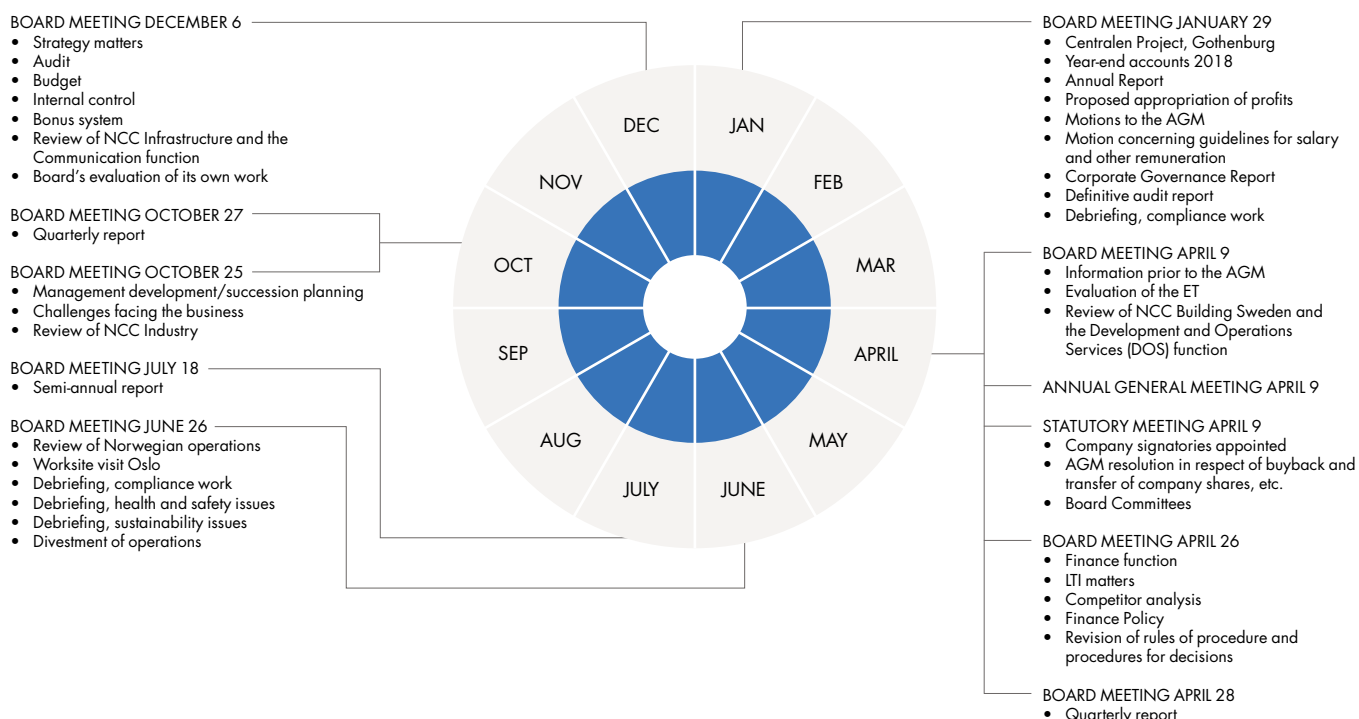 BOARD MEETING DECEMBER 6
• Strategy matters
• Audit
• Budget
• Internal control
• Bonus system
• Review of NCC Infrastructure and the
Communication function
• Board's evaluation of its own work
BOARD MEETING OCTOBER 27
• Quarterly report
BOARD MEETING OCTOBER 25
• Management development/succession planning
• Challenges facing the business
• Review of NCC Industry
BOARD MEETING JULY 18
• Semi-annual report
BOARD MEETING JUNE 26
• Review of Norwegian operations
• Worksite visit Oslo
• Debriefing, compliance work
• Debriefing, health and safety issues
• Debriefing, sustainability issues
• Divestment of operations
JAN
FEB
MAR
APRIL
MAY
JUNE
JULY
AUG
SEP
OCT
NOV
DEC
BOARD MEETING JANUARY 29
• Centralen Project, Gothenburg
• Year-end accounts 2018
• Annual Report
• Proposed appropriation of profits
• Motions to the AGM
• Motion concerning guidelines for salary
and other remuneration
• Corporate Governance Report
• Definitive audit report
• Debriefing, compliance work
BOARD MEETING APRIL 9
• Information prior to the AGM
• Evaluation of the ET
• Review of NCC Building Sweden and
the Development and Operations
Services (DOS) function
ANNUAL GENERAL MEETING APRIL 9
STATUTORY MEETING APRIL 9
• Company signatories appointed
• AGM resolution in respect of buyback and
transfer of company shares, etc.
• Board Committees
BOARD MEETING APRIL 26
• Finance function
• LTI matters
• Competitor analysis
• Finance Policy
• Revision of rules of procedure and
procedures for decisions
BOARD MEETING APRIL 28
• Quarterly report